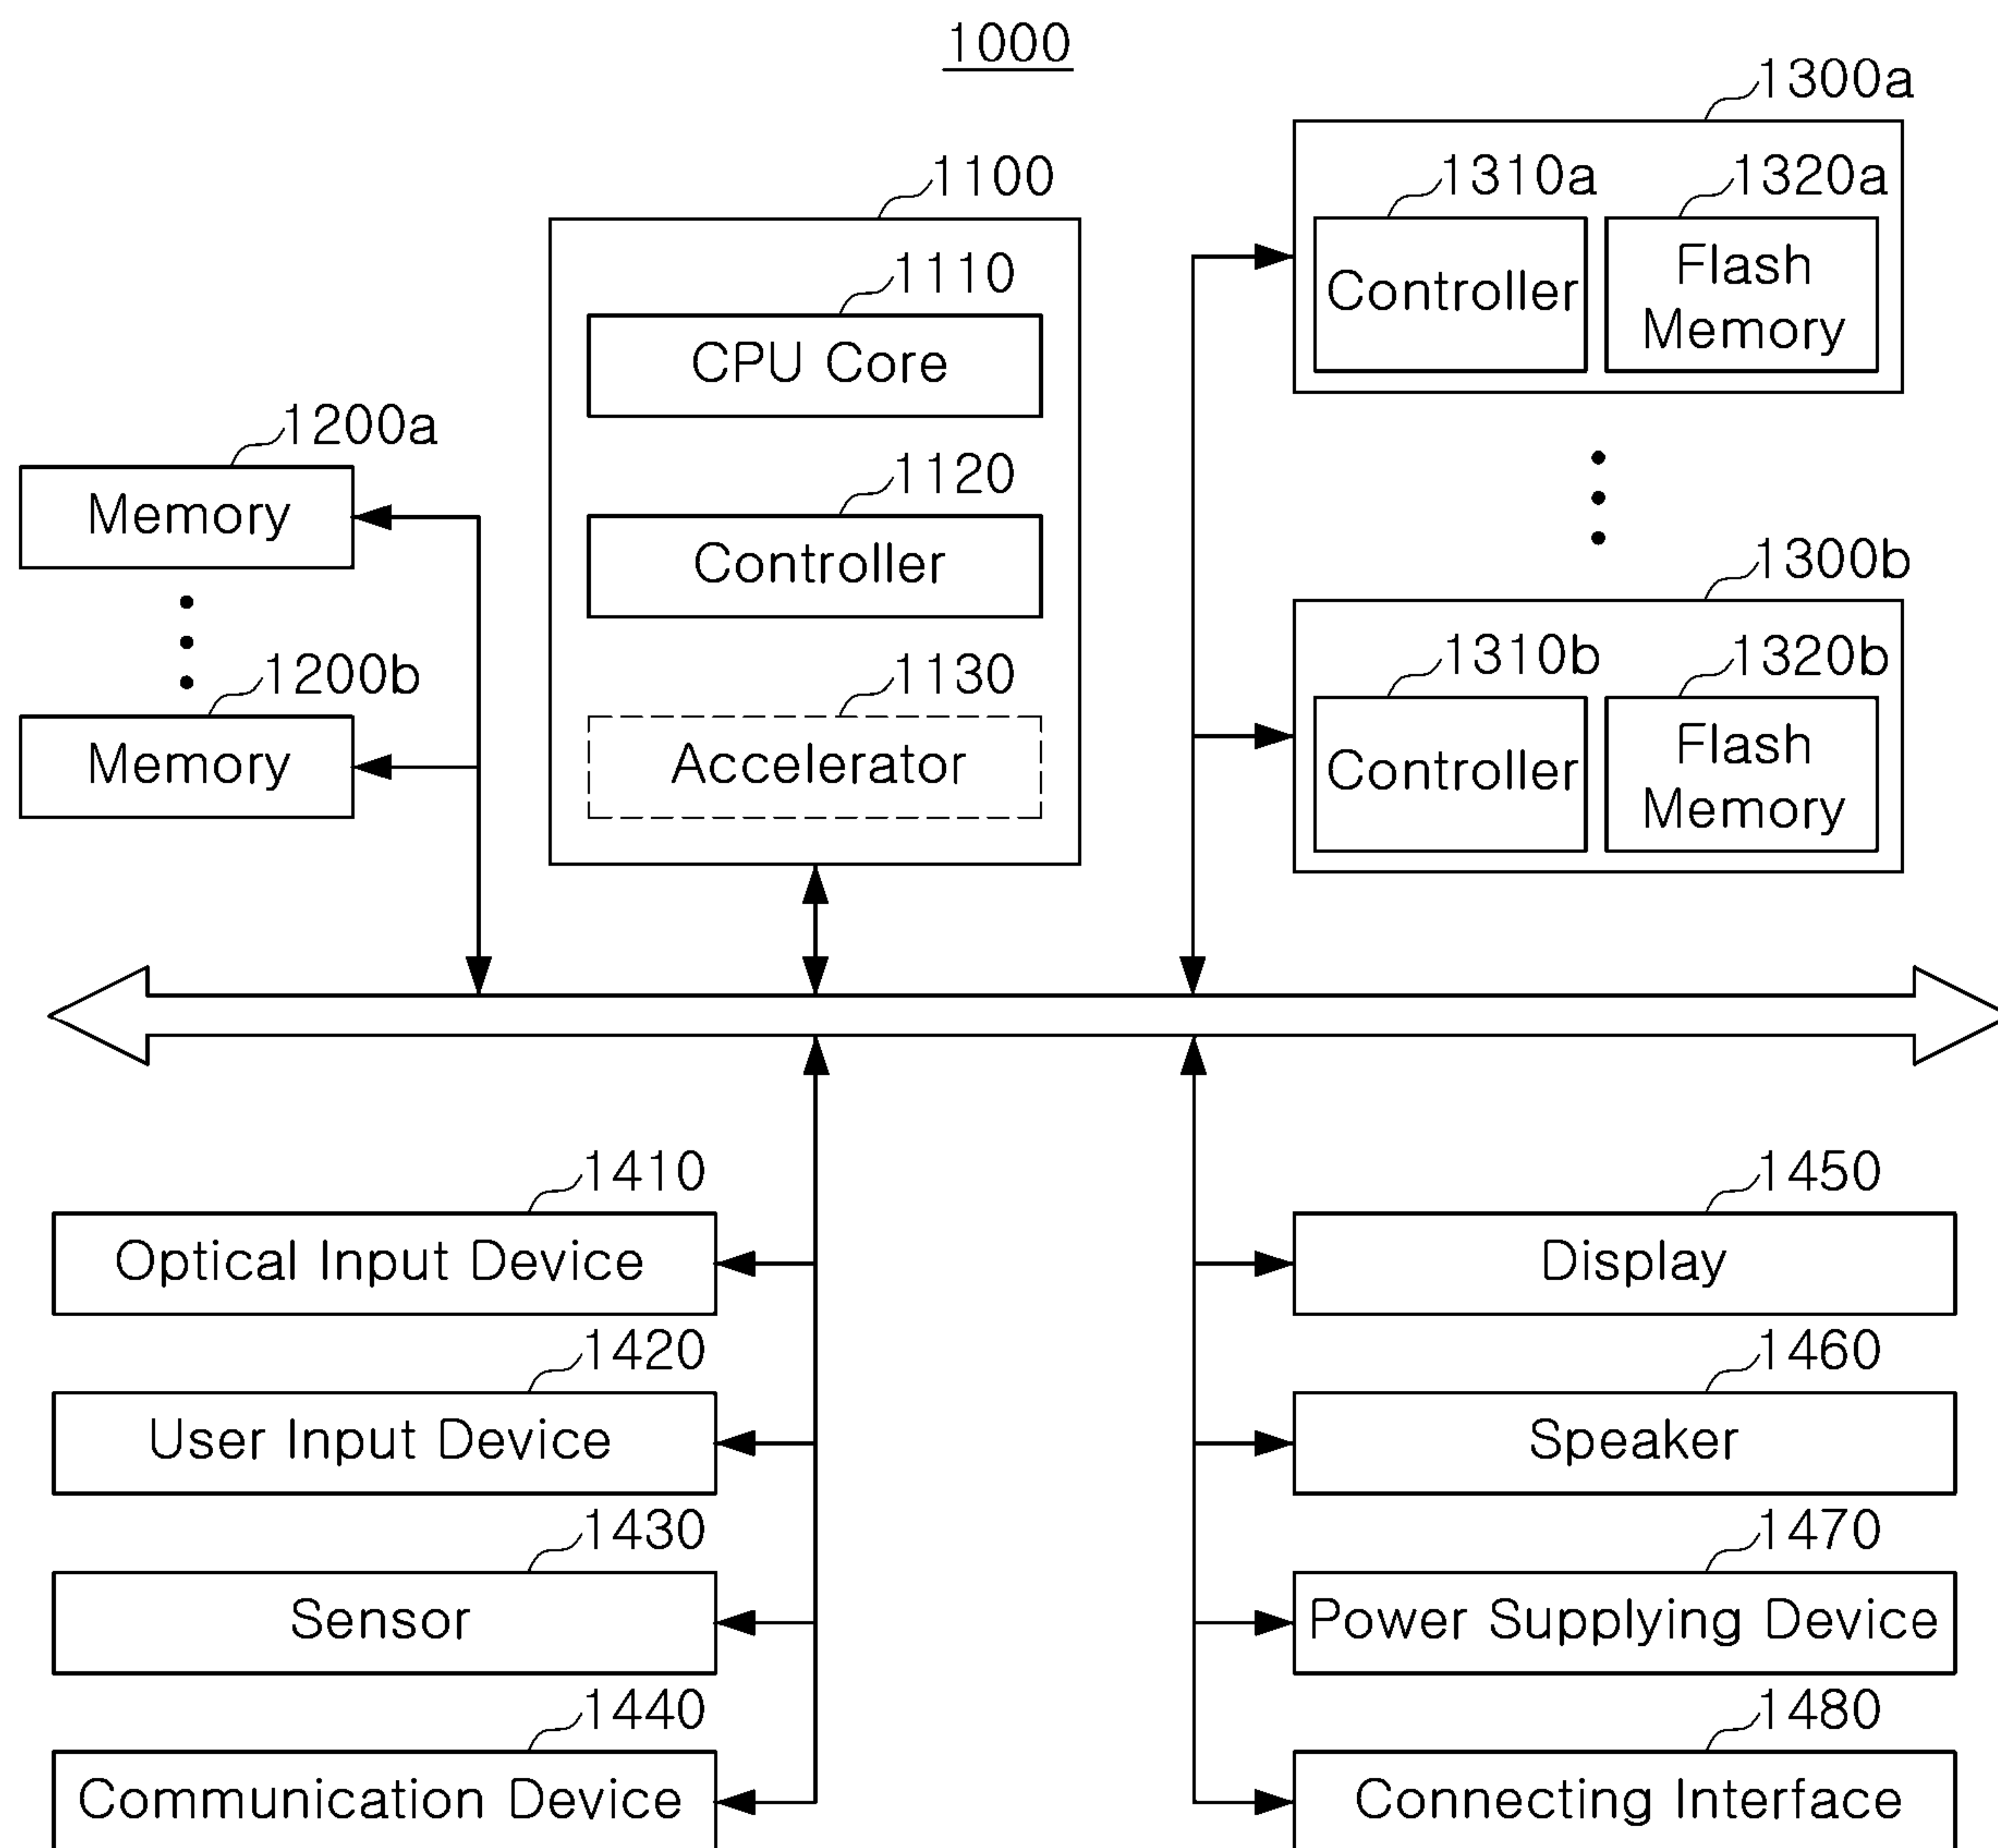 1000
1100
1110
CPU Core
1120
Controller
1130
Accelerator
1200a
Memory
1200b
Memory
1300a
1310a
Controller
1320a
Flash
Memory
1300b
1310b
Controller
1320b
Flash
Memory
1410
Optical Input Device
1420
User Input Device
1430
Sensor
1440
Communication Device
1450
Display
1460
Speaker
1470
Power Supplying Device
1480
Connecting Interface